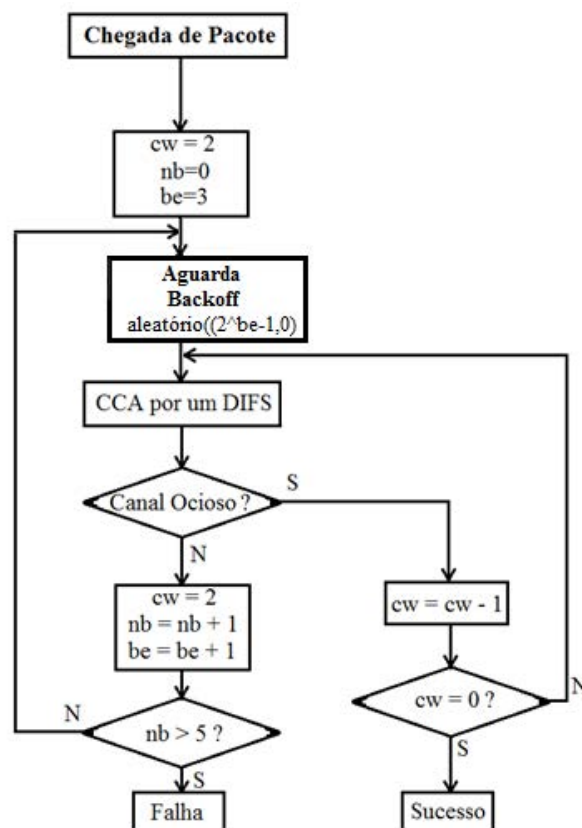 Chegada de Pacote
cw = 2
nb=0
be=3
Aguarda
Backoff
aleatório((2^be-1,0)
CCA por um DIFS
Canal Ocioso ?
S
N
cw = 2
nb = nb + 1
be = be + 1
cw = cw - 1
N
nb > 5 ?
S
cw = 0 ?
N
S
Falha
Sucesso